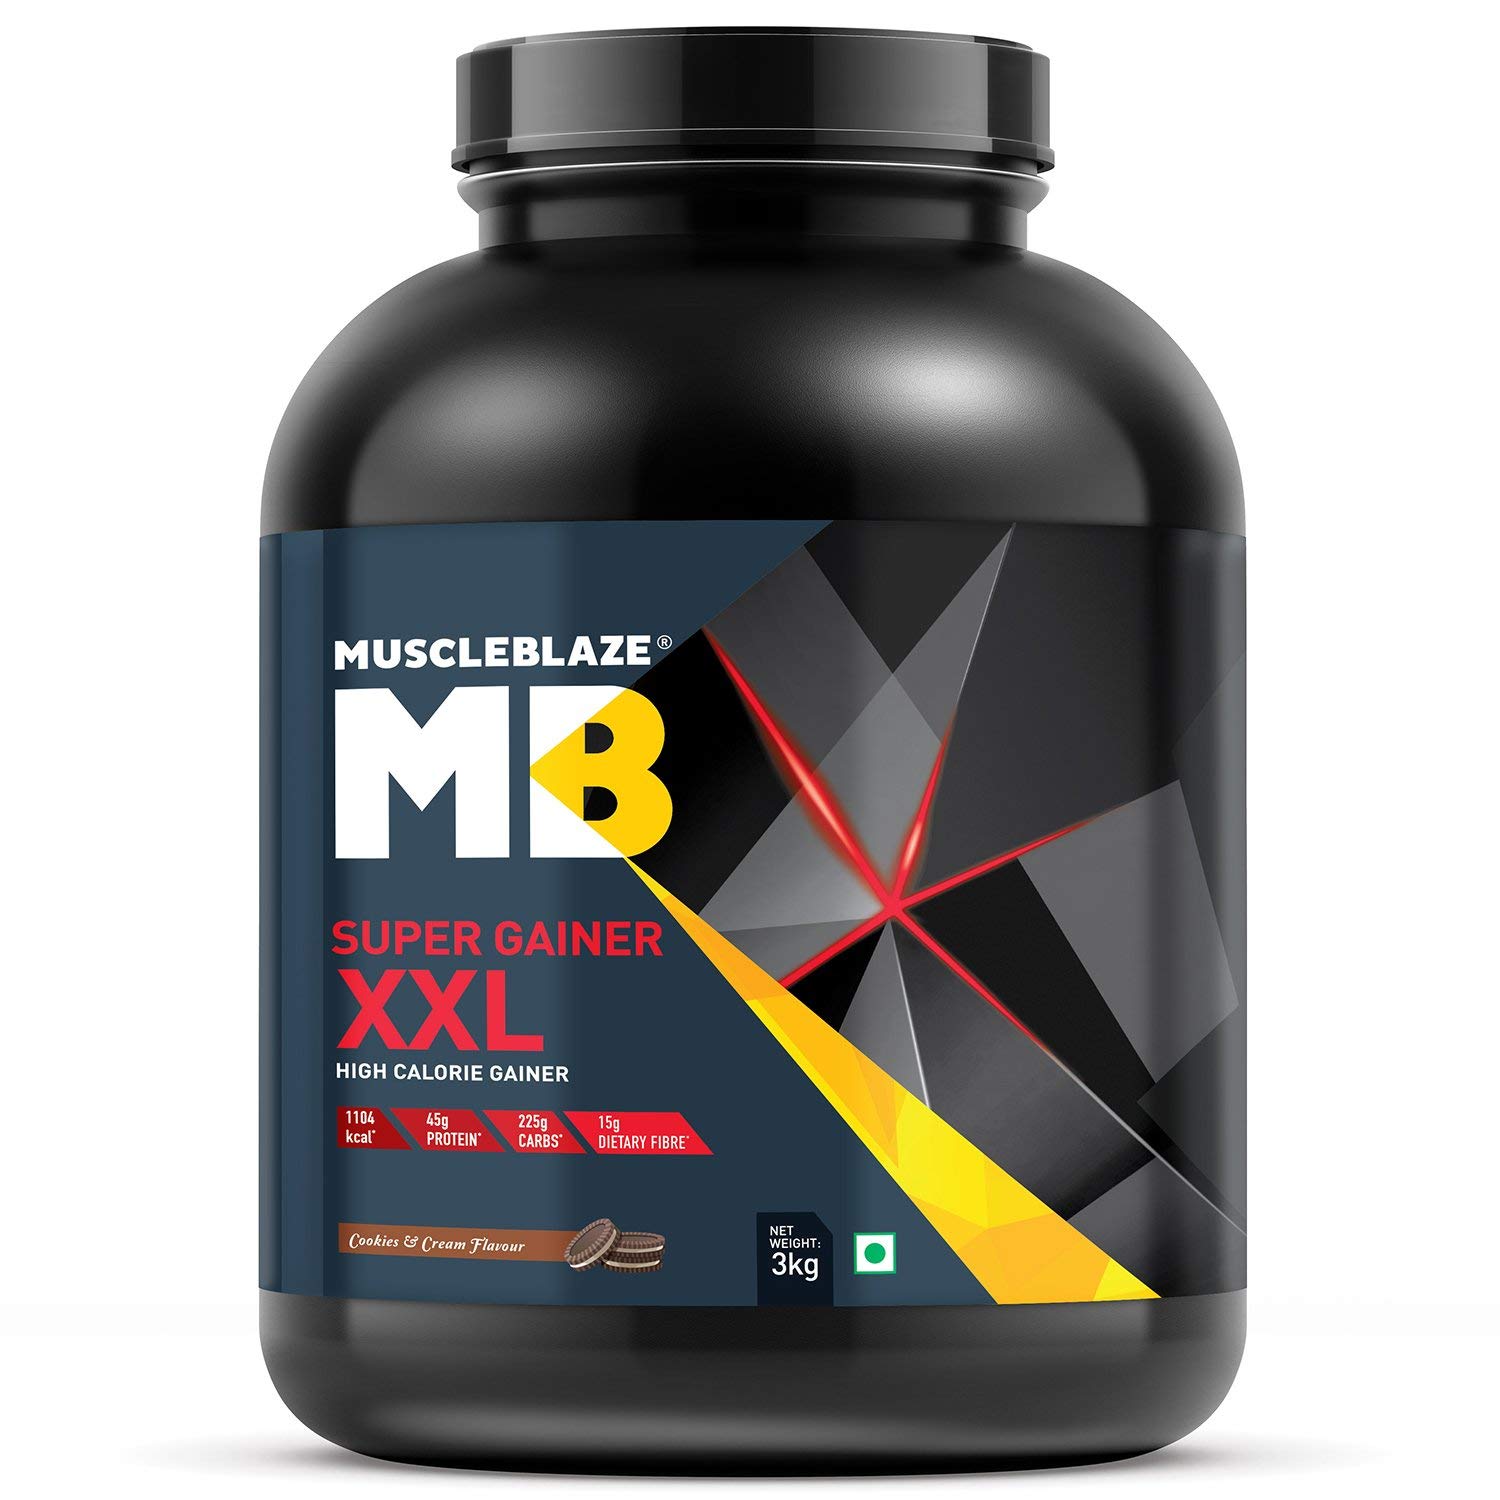 MUSCLEBLAZE®
MB
SUPER GAINER
XXL
HIGH CALORIE GAINER
1104
kcal*
45g
PROTEIN*
225g
CARBS*
15g
DIETARY FIBRE*
Cookies & Cream Flavour
NET
WEIGHT:
3kg